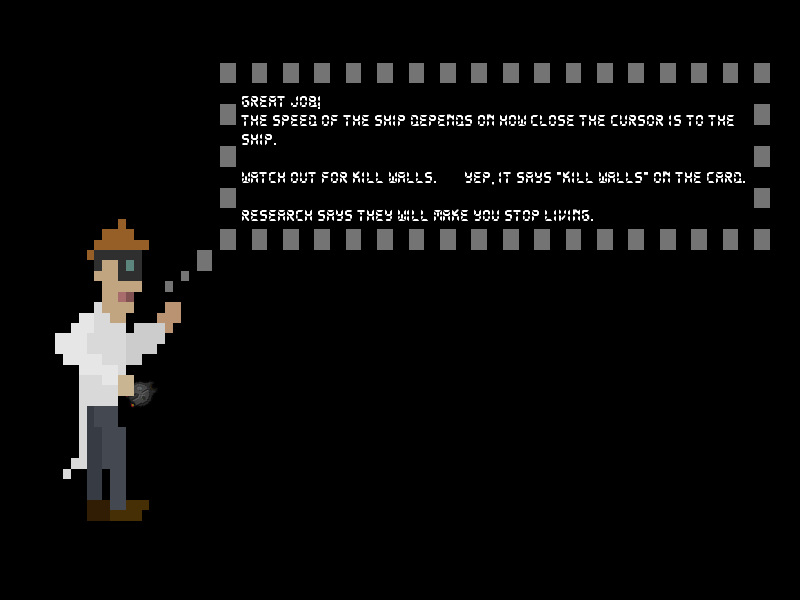 GREAT JOB!
THE SPEED OF THE SHIP DEPENDS ON HOW CLOSE THE CURSOR IS TO THE
SHIP.
WATCH OUT FOR KILL WALLS. YEP, IT SAYS "KILL WALLS" ON THE CARD.
RESEARCH SAYS THEY WILL MAKE YOU STOP LIVING.